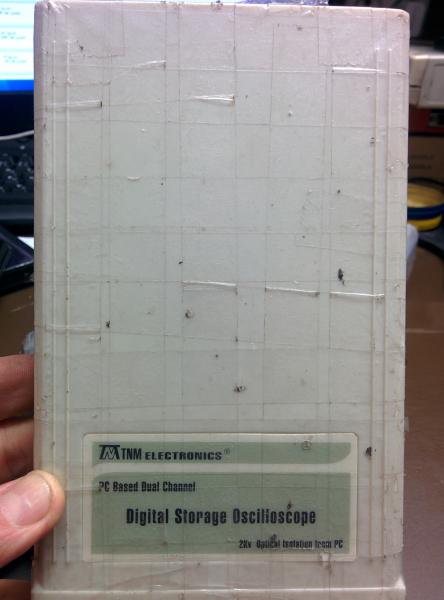 TNM ELECTRONICS®
PC Based Dual Channel
Digital Storage Oscilloscope
2Kv Optical Isolation from PC